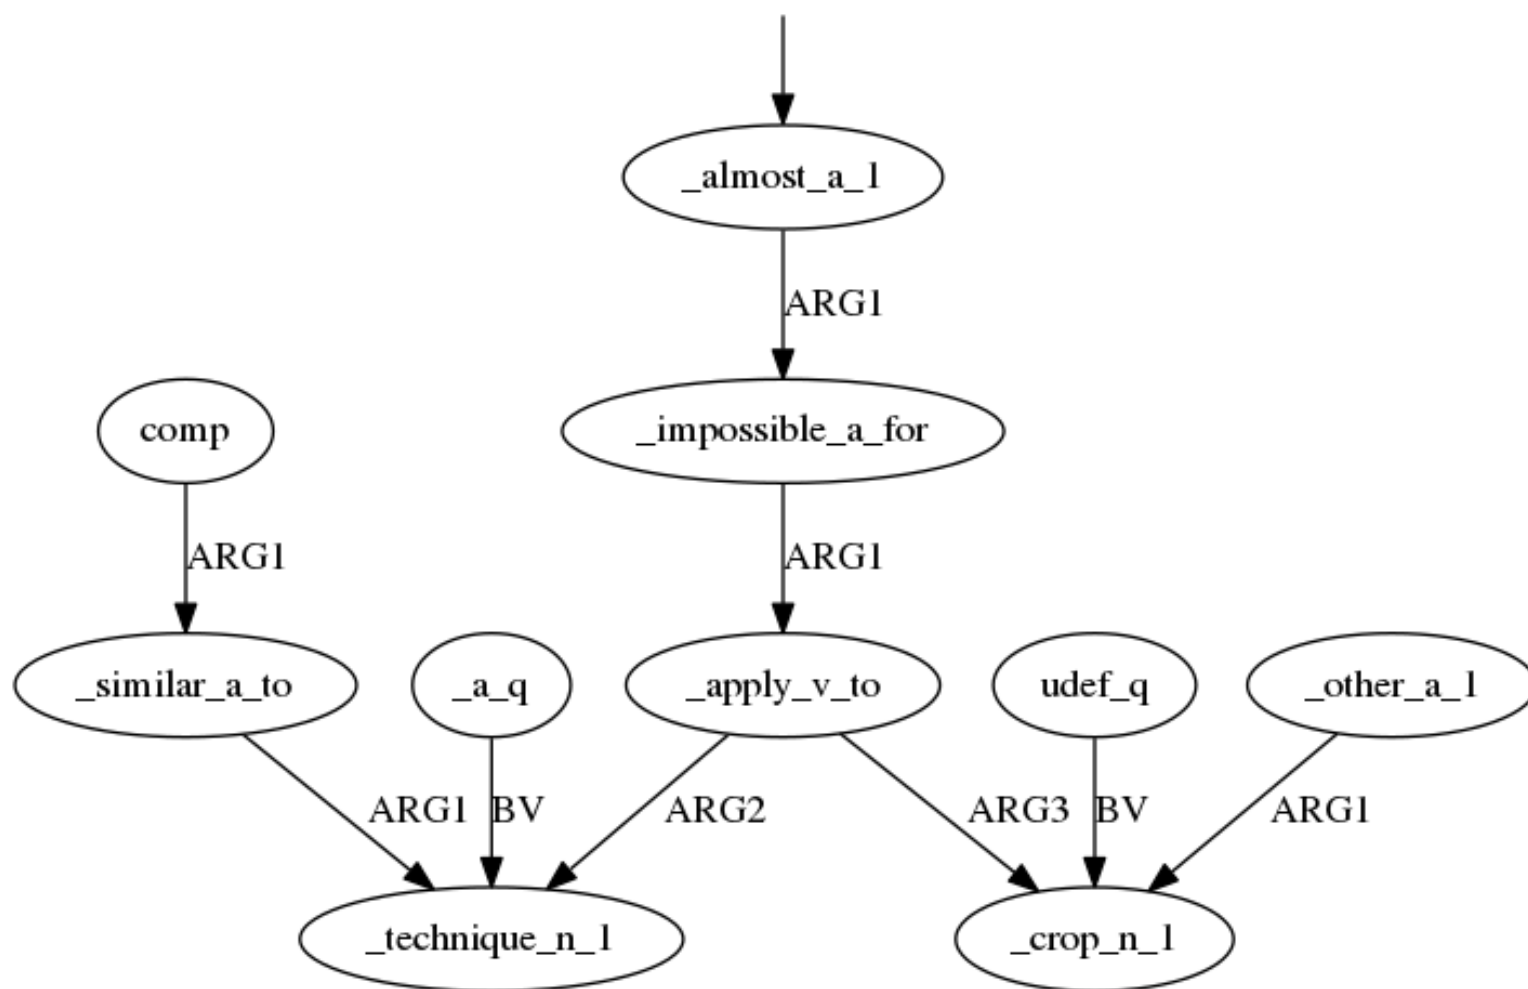 _almost_a_1
ARG1
comp
_impossible_a_for
ARG1
ARG1
_similar_a_to
_a_q
_apply_v_to
udef_q
_other_a_1
ARG1
BV
ARG2
ARG3
BV
ARG1
_technique_n_1
_crop_n_1